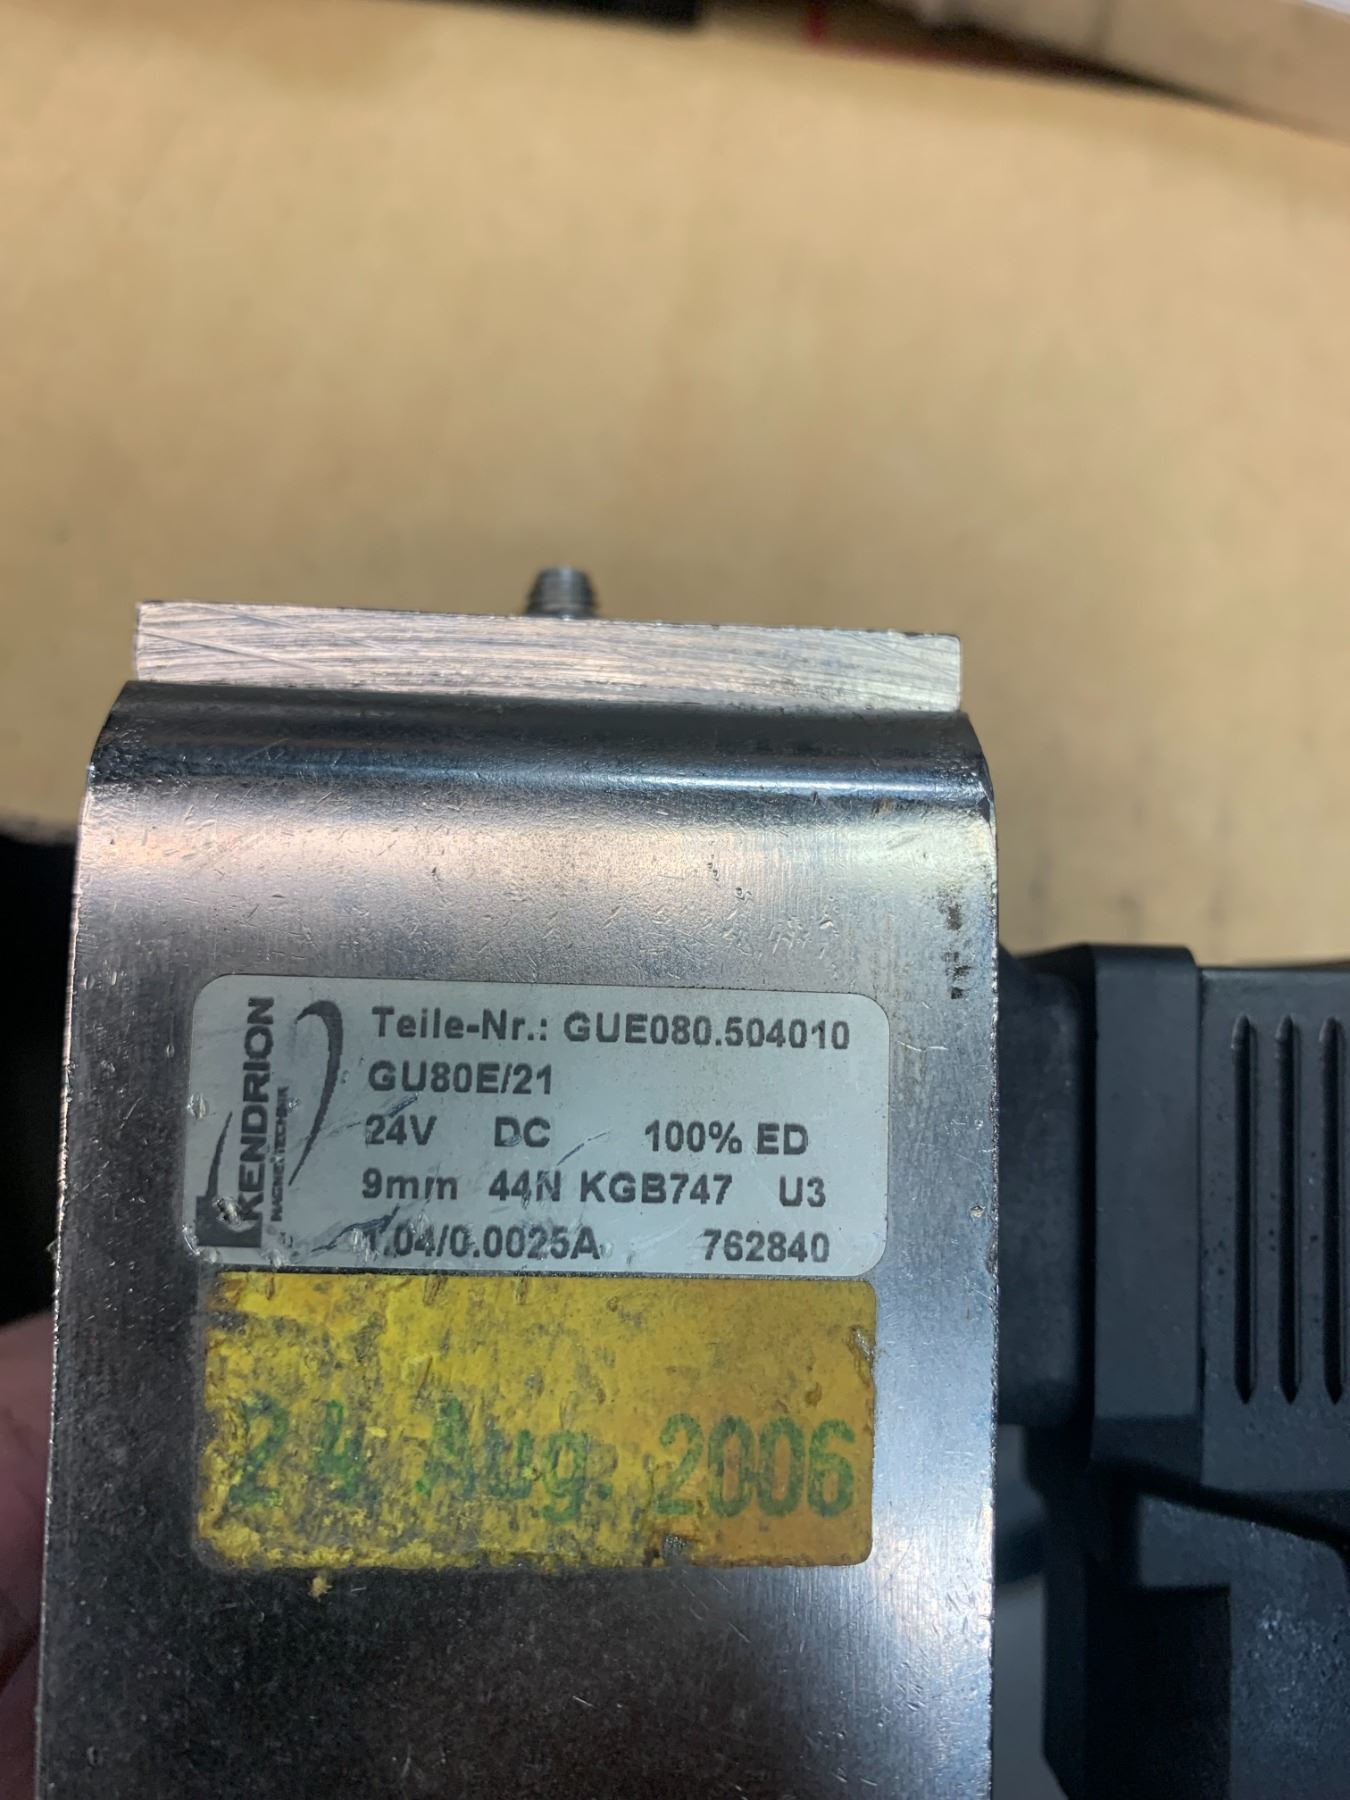 KENDRION
MAGNETTECHNIK
Teile-Nr.: GUE080.504010
GU80E/21
24V DC 100% ED
9mm 44N KGB747 U3
1.04/0.0025A 762840
24 Aug. 2006